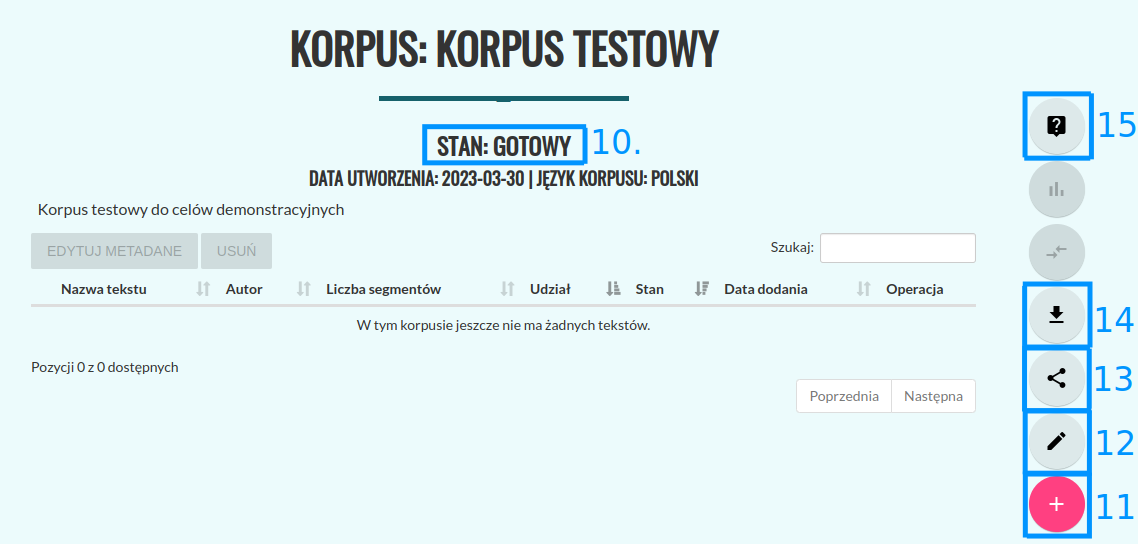 KORPUS: KORPUS TESTOWY
STAN: GOTOWY 10.
DATA UTWORZENIA: 2023-03-30 | JĘZYK KORPUSU: POLSKI
Korpus testowy do celów demonstracyjnych
EDYTUJ METADANE USUŃ Szukaj:
Nazwa tekstu Autor Liczba segmentów Udział Stan Data dodania Operacja
W tym korpusie jeszcze nie ma żadnych tekstów.
Pozycji 0 z 0 dostępnych
Poprzednia Następna
15
14
13
12
11